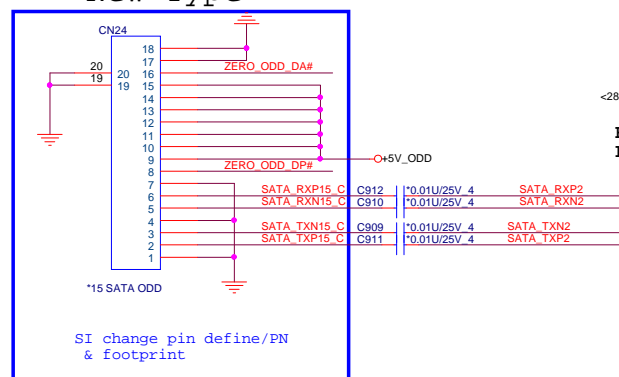 CN24
18
17
20 20 16 ZERO_ODD_DA#
19 19 15
14
13
12
11
10
9 +5V_ODD
8 ZERO_ODD_DP#
7
6 SATA_RXP15_C C912 *0.01U/25V_4 SATA_RXP2
5 SATA_RXN15_C C910 *0.01U/25V_4 SATA_RXN2
4
3 SATA_TXN15_C C909 *0.01U/25V_4 SATA_TXN2
2 SATA_TXP15_C C911 *0.01U/25V_4 SATA_TXP2
1
*15 SATA ODD
SI change pin define/PN
& footprint
<28